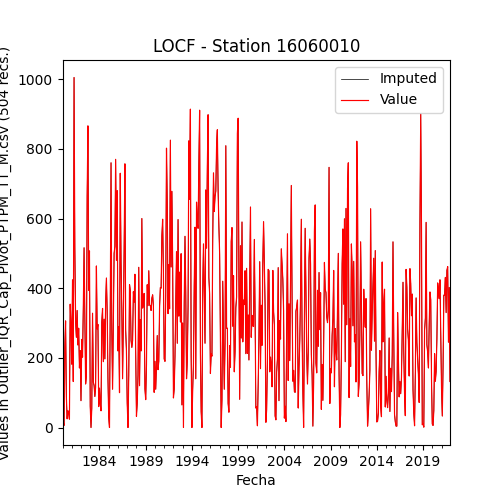 LOCF - Station 16060010
Values in Outlier_IQR_Cap_Pivot_PTPM_TT_M.csv (504 recs.)
1000
800
600
400
200
0
Imputed
Value
1984 1989 1994 1999 2004 2009 2014 2019
Fecha